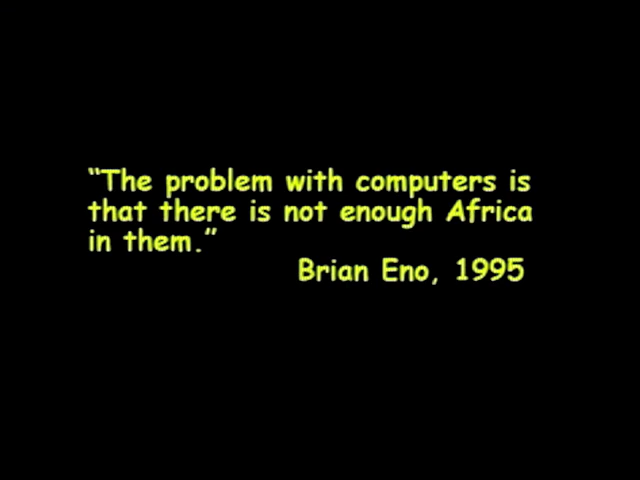 “The problem with computers is
that there is not enough Africa
in them.”
Brian Eno, 1995